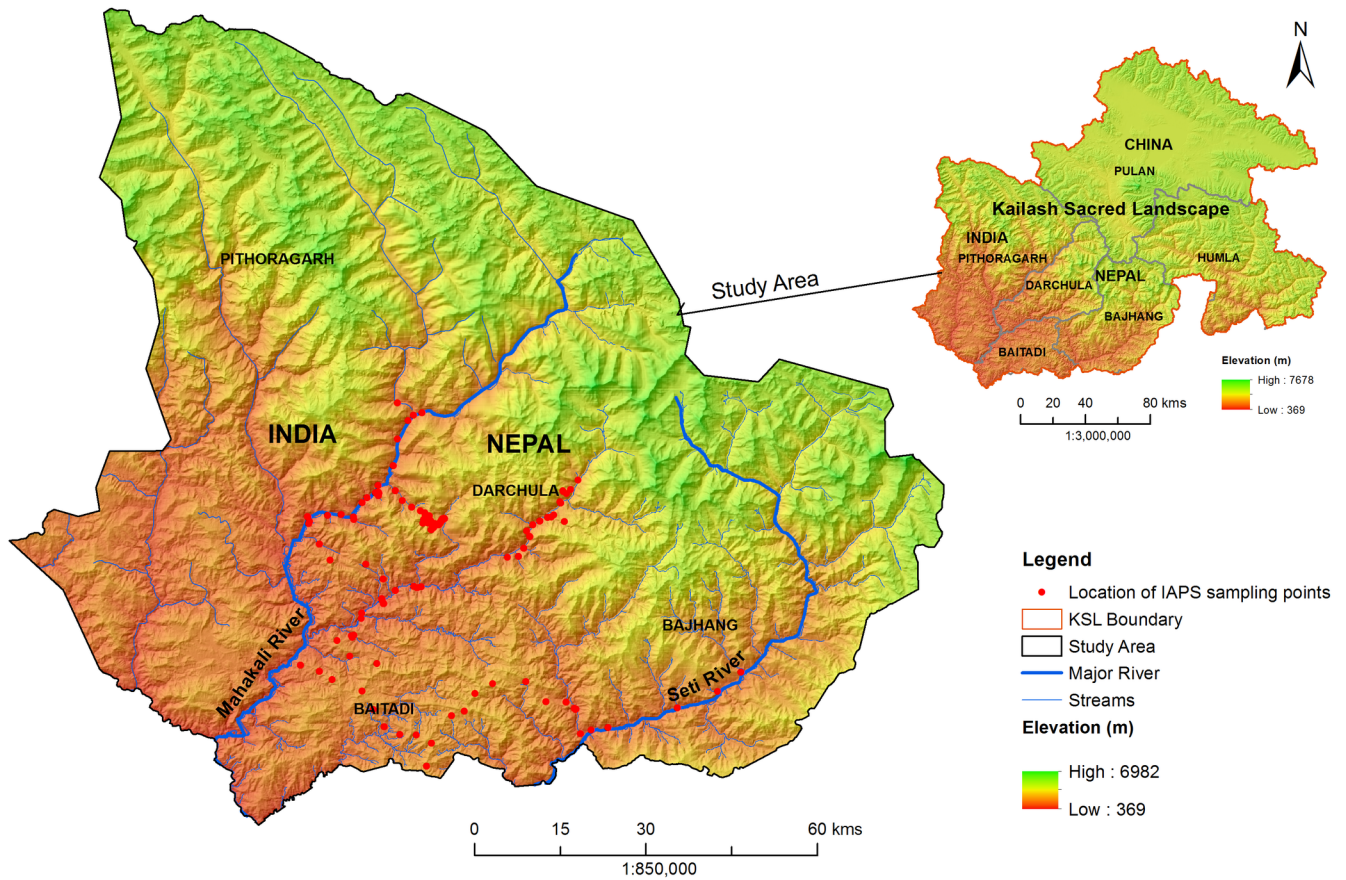 N
CHINA
PULAN
Kailash Sacred Landscape
INDIA
PITHORAGARH
HUMLA
DARCHULA
NEPAL
BAJHANG
BAITADI
Elevation (m)
High : 7678
Low : 369
0 20 40 80 kms
1:3,000,000
Study Area
PITHORAGARH
INDIA
NEPAL
DARCHULA
BAJHANG
Mahakali River
Seti River
BAITADI
Legend
Location of IAPS sampling points
KSL Boundary
Study Area
Major River
Streams
Elevation (m)
High : 6982
Low : 369
0 15 30 60 kms
1:850,000